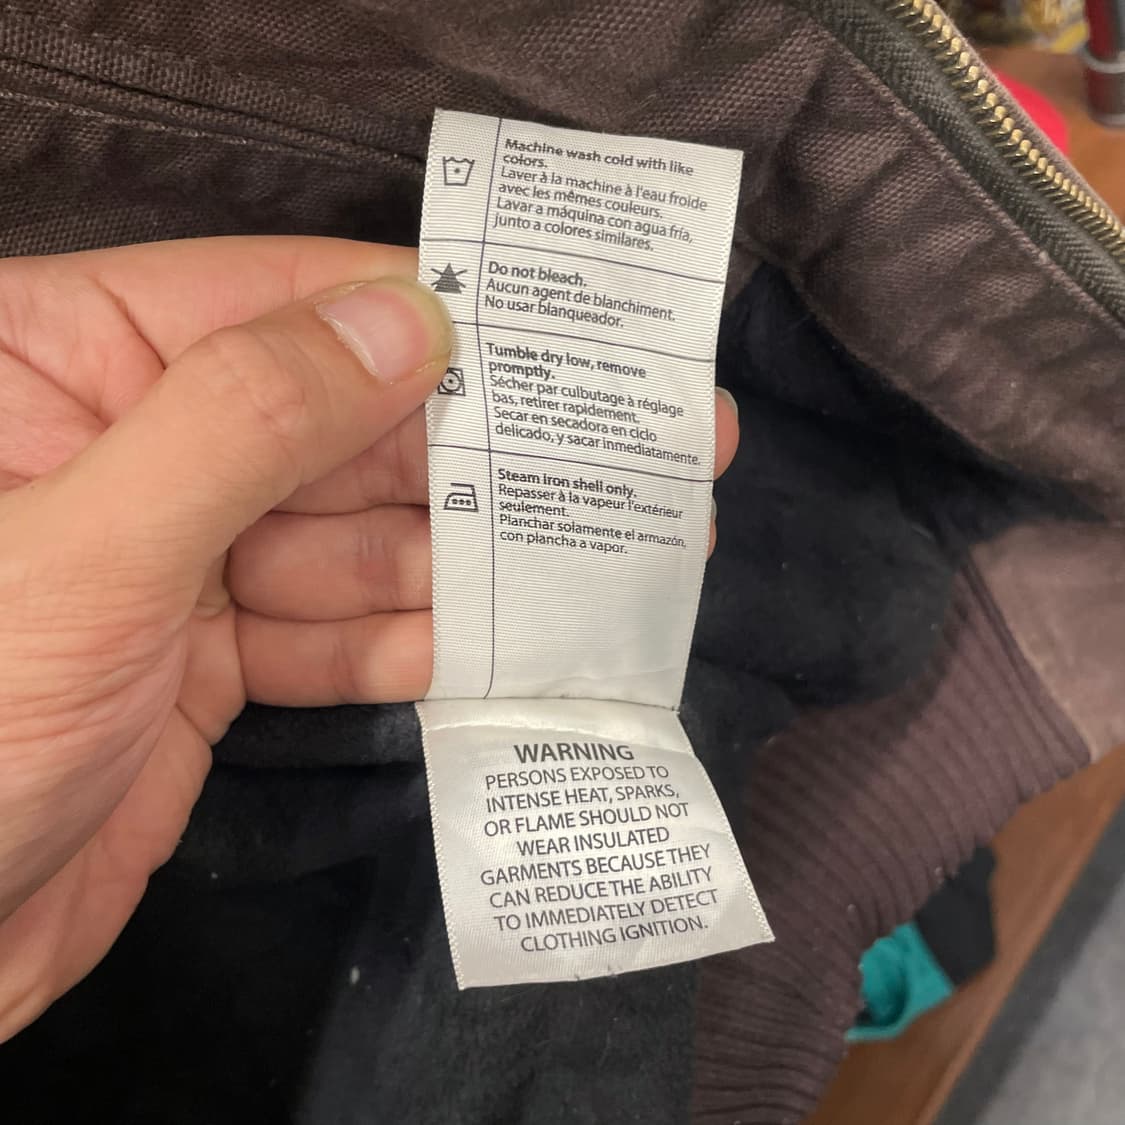 Machine wash cold with like
colors.
Laver à la machine à l'eau froide
avec les mêmes couleurs.
Lavar a máquina con agua fría,
junto a colores similares.
Do not bleach.
Aucun agent de blanchiment.
No usar blanqueador.
Tumble dry low, remove
promptly.
Sécher par culbutage à réglage
bas, retirer rapidement.
Secar en secadora en ciclo
delicado, y sacar inmediatamente.
Steam iron shell only.
Repasser à la vapeur l'extérieur
seulement.
Planchar solamente el armazón,
con plancha a vapor.
WARNING
PERSONS EXPOSED TO
INTENSE HEAT, SPARKS,
OR FLAME SHOULD NOT
WEAR INSULATED
GARMENTS BECAUSE THEY
CAN REDUCE THE ABILITY
TO IMMEDIATELY DETECT
CLOTHING IGNITION.